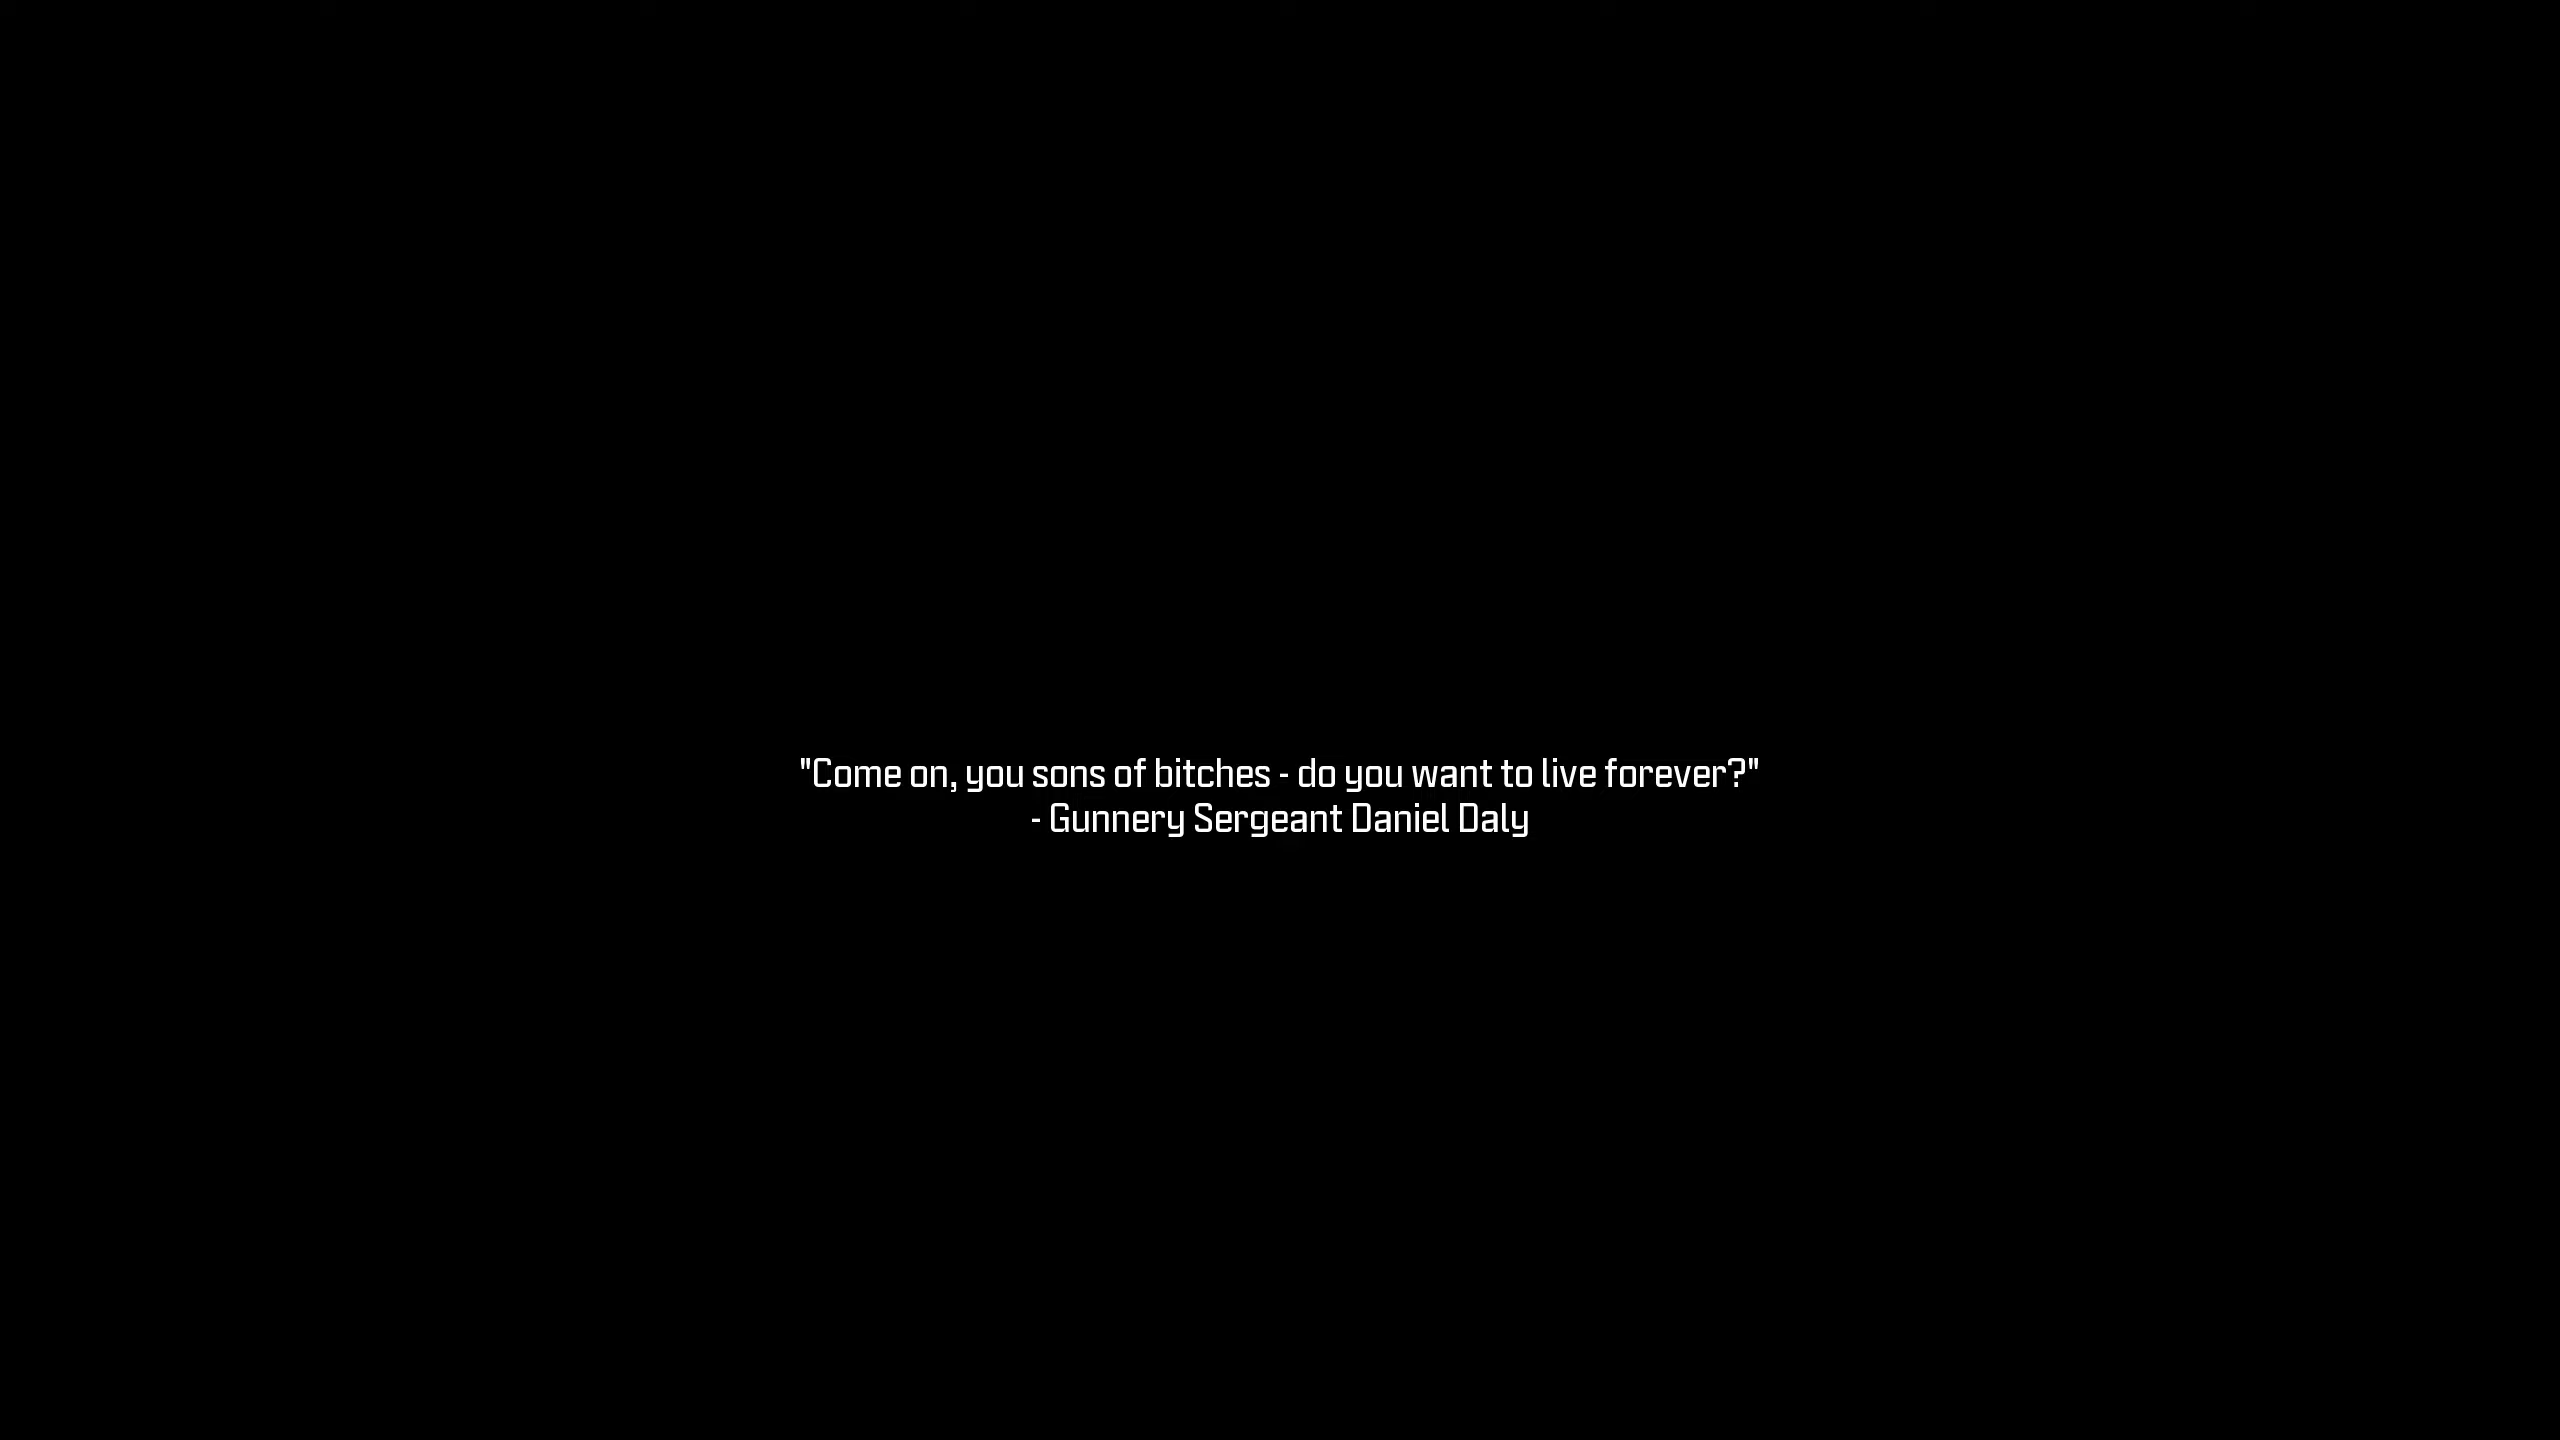 "Come on, you sons of bitches - do you want to live forever?"
- Gunnery Sergeant Daniel Daly